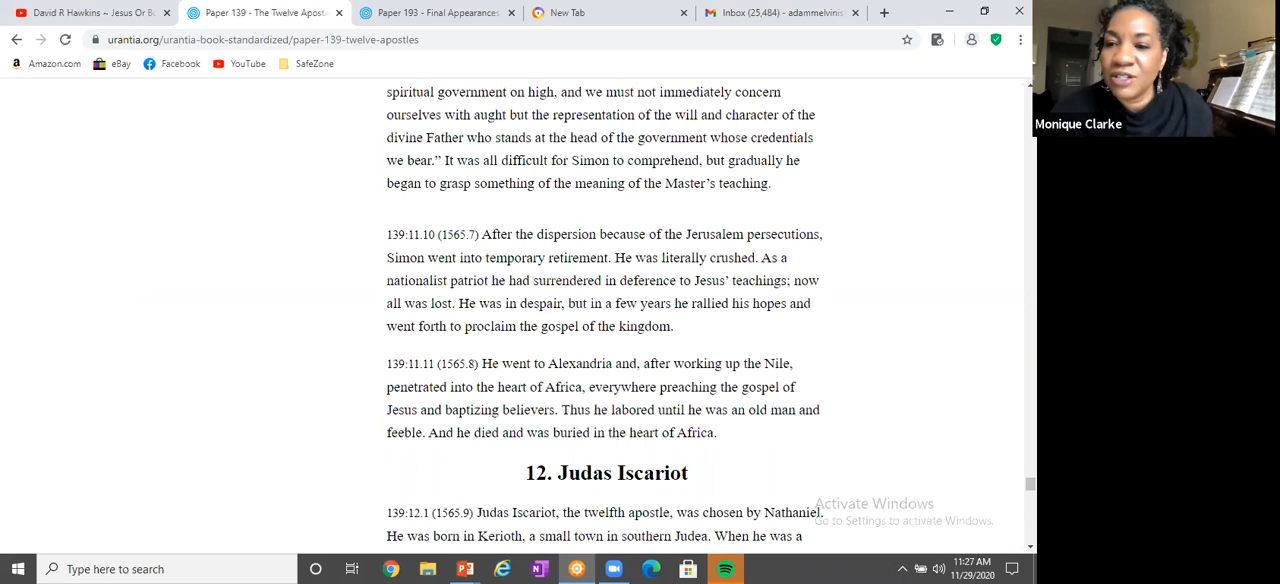 David R Hawkins ~ Jesus Or B
Paper 139 - The Twelve Apost
Paper 193 - Final Appearances
New Tab
Inbox (25,484) - adammelvinis
urantia.org/urantia-book-standardized/paper-139-twelve-apostles
Amazon.com
eBay
Facebook
YouTube
SafeZone
Monique Clarke
spiritual government on high, and we must not immediately concern
ourselves with aught but the representation of the will and character of the
divine Father who stands at the head of the government whose credentials
we bear.” It was all difficult for Simon to comprehend, but gradually he
began to grasp something of the meaning of the Master’s teaching.
139:11.10 (1565.7) After the dispersion because of the Jerusalem persecutions,
Simon went into temporary retirement. He was literally crushed. As a
nationalist patriot he had surrendered in deference to Jesus’ teachings; now
all was lost. He was in despair, but in a few years he rallied his hopes and
went forth to proclaim the gospel of the kingdom.
139:11.11 (1565.8) He went to Alexandria and, after working up the Nile,
penetrated into the heart of Africa, everywhere preaching the gospel of
Jesus and baptizing believers. Thus he labored until he was an old man and
feeble. And he died and was buried in the heart of Africa.
12. Judas Iscariot
139:12.1 (1565.9) Judas Iscariot, the twelfth apostle, was chosen by Nathaniel.
He was born in Kerioth, a small town in southern Judea. When he was a
Activate Windows
Go to Settings to activate Windows.
Type here to search
11:27 AM
11/29/2020